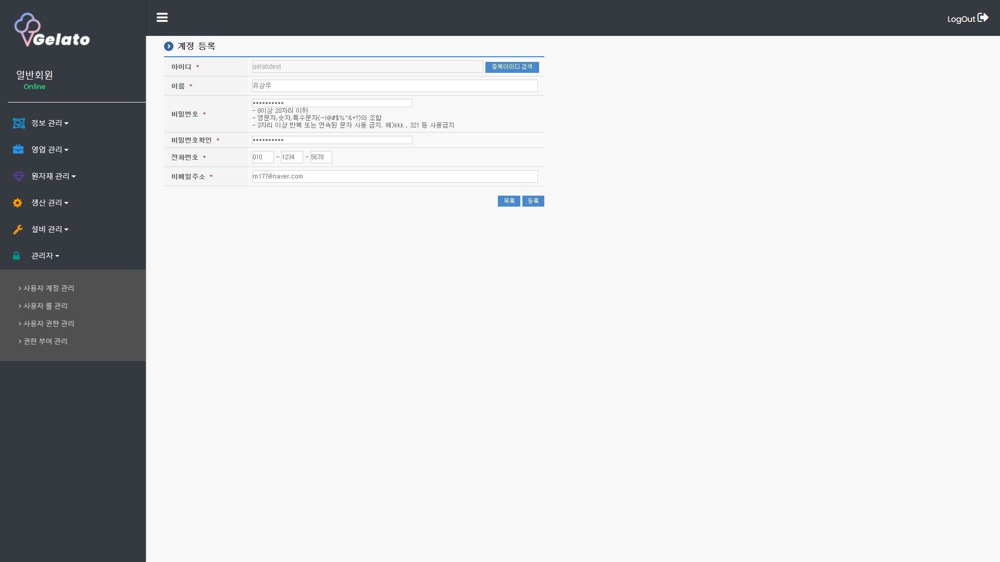 Gelato
LogOut
일반회원
Online
정보 관리
영업 관리
원자재 관리
생산 관리
설비 관리
관리자
> 사용자 계정 관리
> 사용자 롤 관리
> 사용자 권한 관리
> 권한 부여 관리
계정 등록
아이디 * gelatotest 중복아이디 검색
이름 * 유상우
비밀번호 * ••••••••••
- 8이상 20자리 이하
- 영문자,숫자,특수문자(~!@#$%^&*?)의 조합
- 3자리 이상 반복 또는 연속된 문자 사용 금지. 예)kkk , 321 등 사용금지
비밀번호확인 * ••••••••••
전화번호 * 010 - 1234 - 5678
이메일주소 * rp177@naver.com
목록 등록